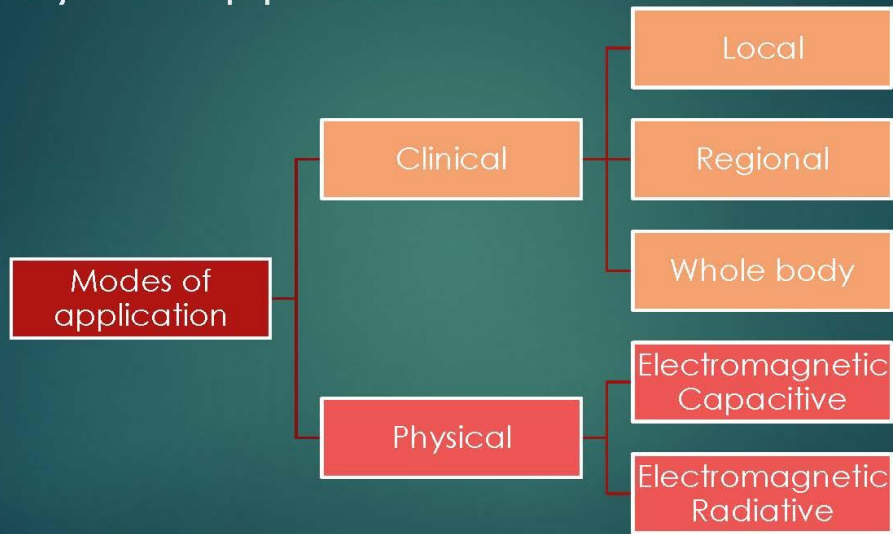 Modes of
application
Clinical
Local
Regional
Whole body
Physical
Electromagnetic
Capacitive
Electromagnetic
Radiative